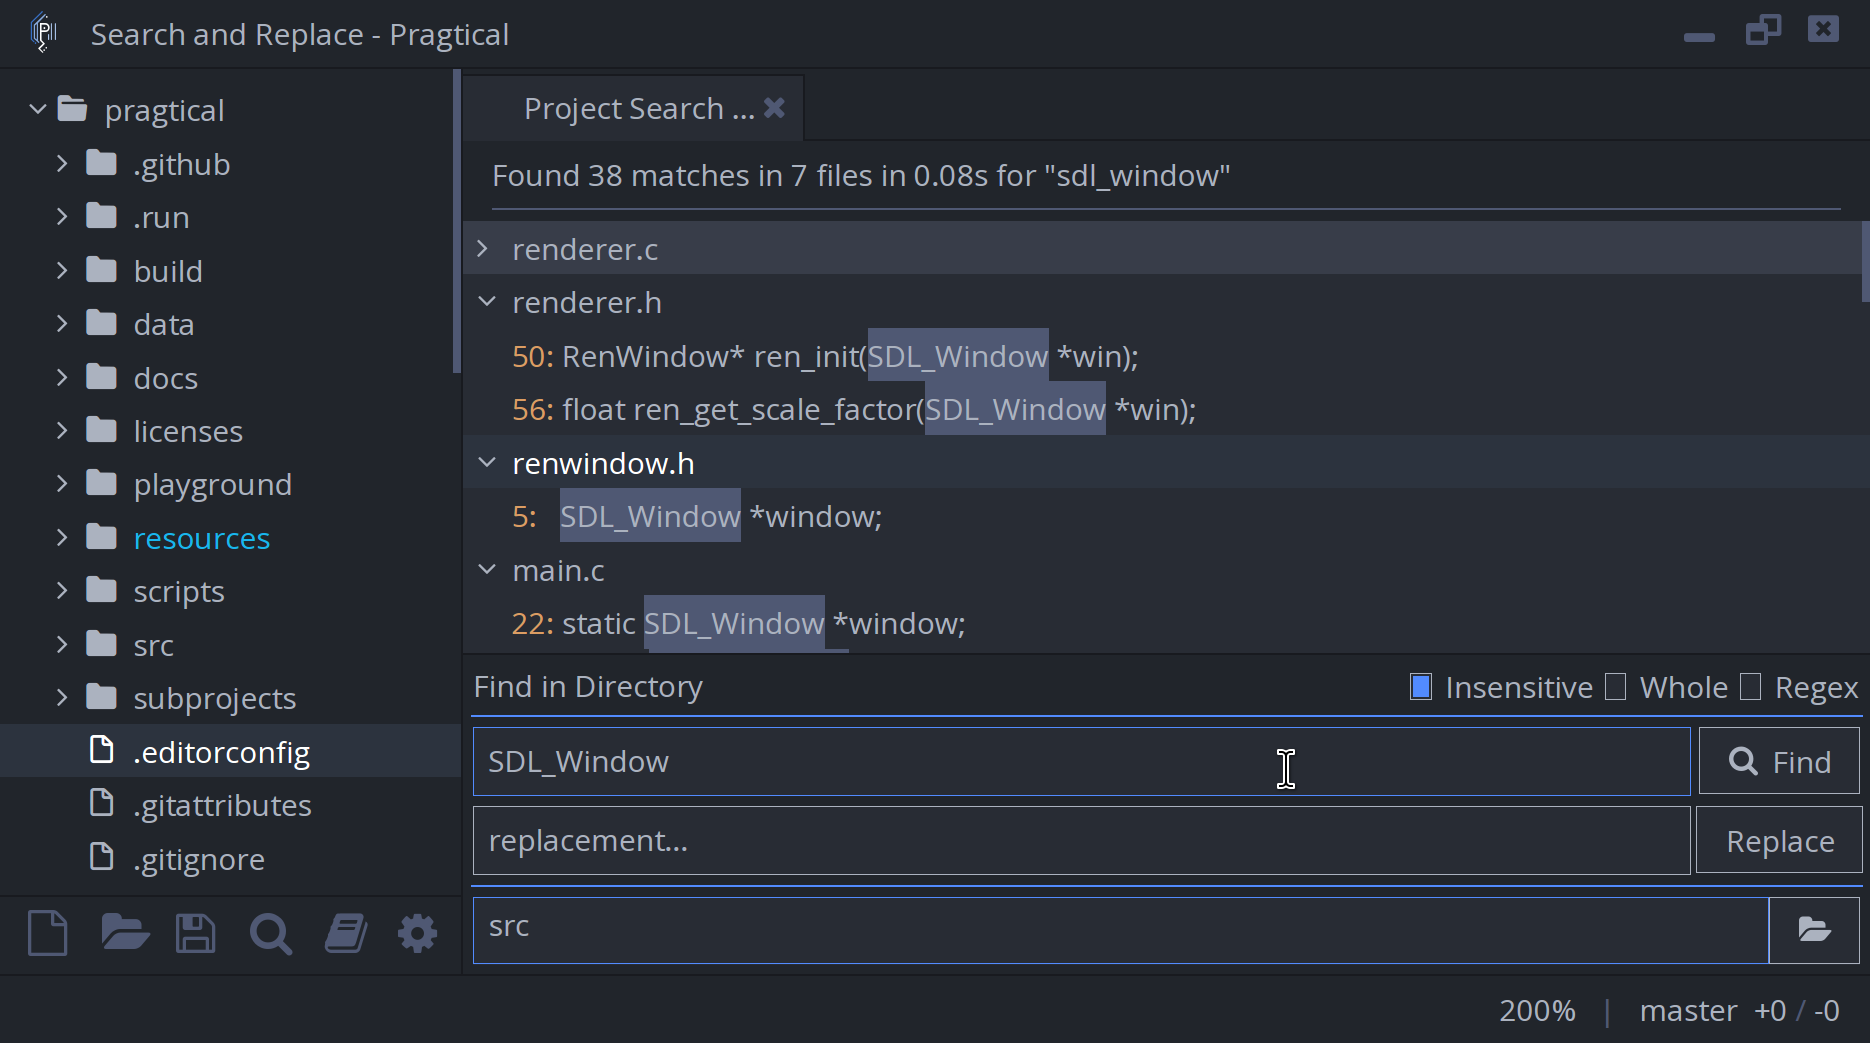 Search and Replace - Pragtical
pragtical
.github
.run
build
data
docs
licenses
playground
resources
scripts
src
subprojects
.editorconfig
.gitattributes
.gitignore
Project Search ...
Found 38 matches in 7 files in 0.08s for "sdl_window"
renderer.c
renderer.h
50: RenWindow* ren_init(SDL_Window *win);
56: float ren_get_scale_factor(SDL_Window *win);
renwindow.h
5: SDL_Window *window;
main.c
22: static SDL_Window *window;
Find in Directory
Insensitive Whole Regex
SDL_Window
Find
replacement...
Replace
src
200% | master +0 / -0